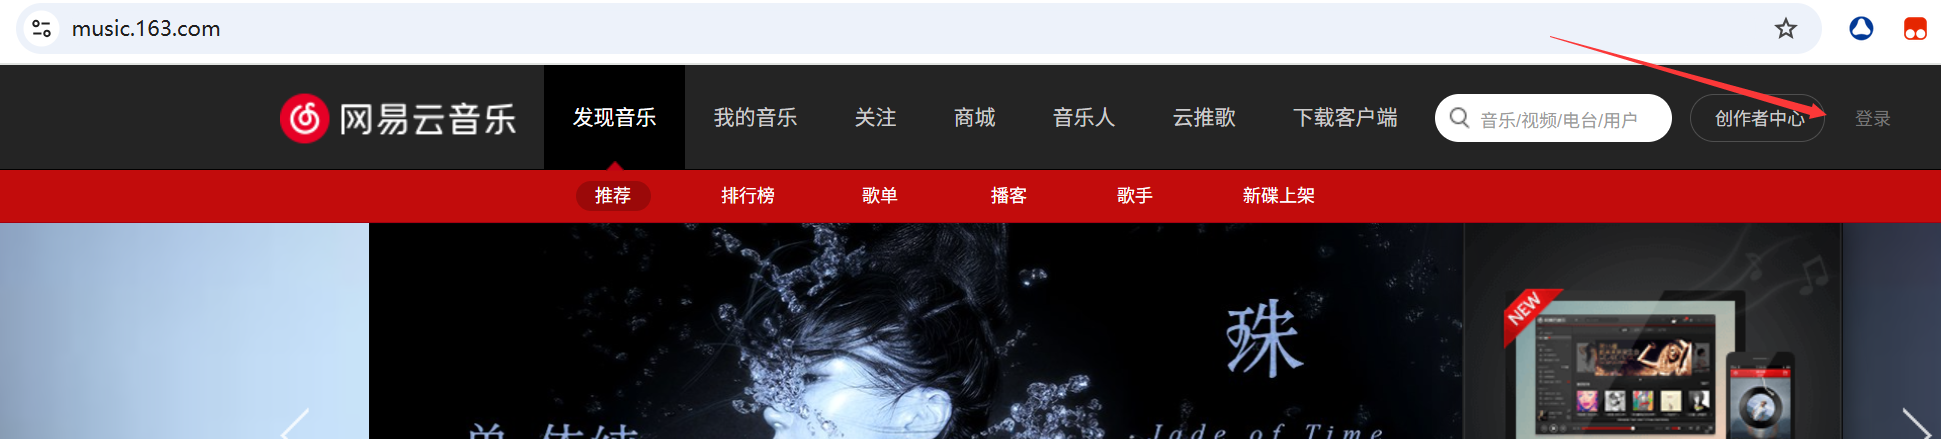 music.163.com
网易云音乐 发现音乐 我的音乐 关注 商城 音乐人 云推歌 下载客户端 音乐/视频/电台/用户 创作者中心 登录
推荐 排行榜 歌单 播客 歌手 新碟上架
NEW
珠
Jade of Time